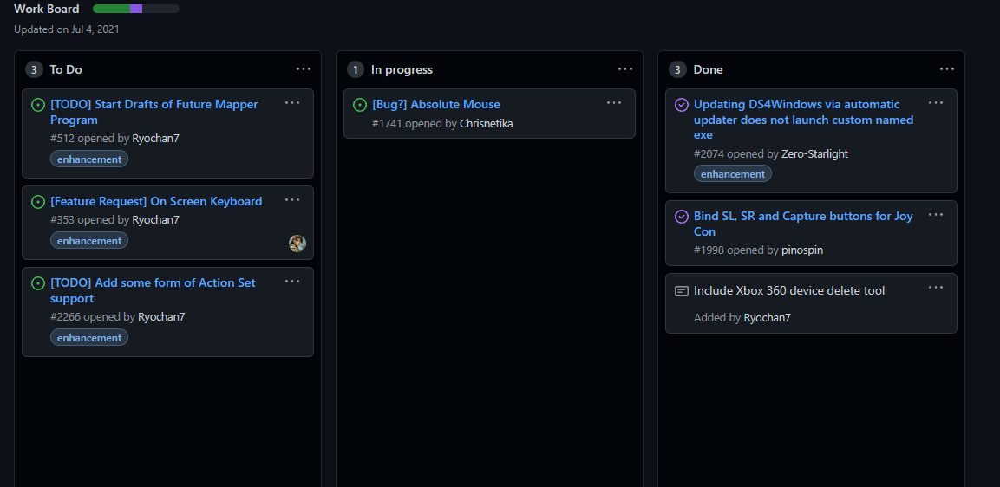 Work Board
Updated on Jul 4, 2021
3 To Do
[TODO] Start Drafts of Future Mapper
Program
#512 opened by Ryochan7
enhancement
[Feature Request] On Screen Keyboard
#353 opened by Ryochan7
enhancement
[TODO] Add some form of Action Set
support
#2266 opened by Ryochan7
enhancement
1 In progress
[Bug?] Absolute Mouse
#1741 opened by Chrisnetika
3 Done
Updating DS4Windows via automatic
updater does not launch custom named
exe
#2074 opened by Zero-Starlight
enhancement
Bind SL, SR and Capture buttons for Joy
Con
#1998 opened by pinospin
Include Xbox 360 device delete tool
Added by Ryochan7